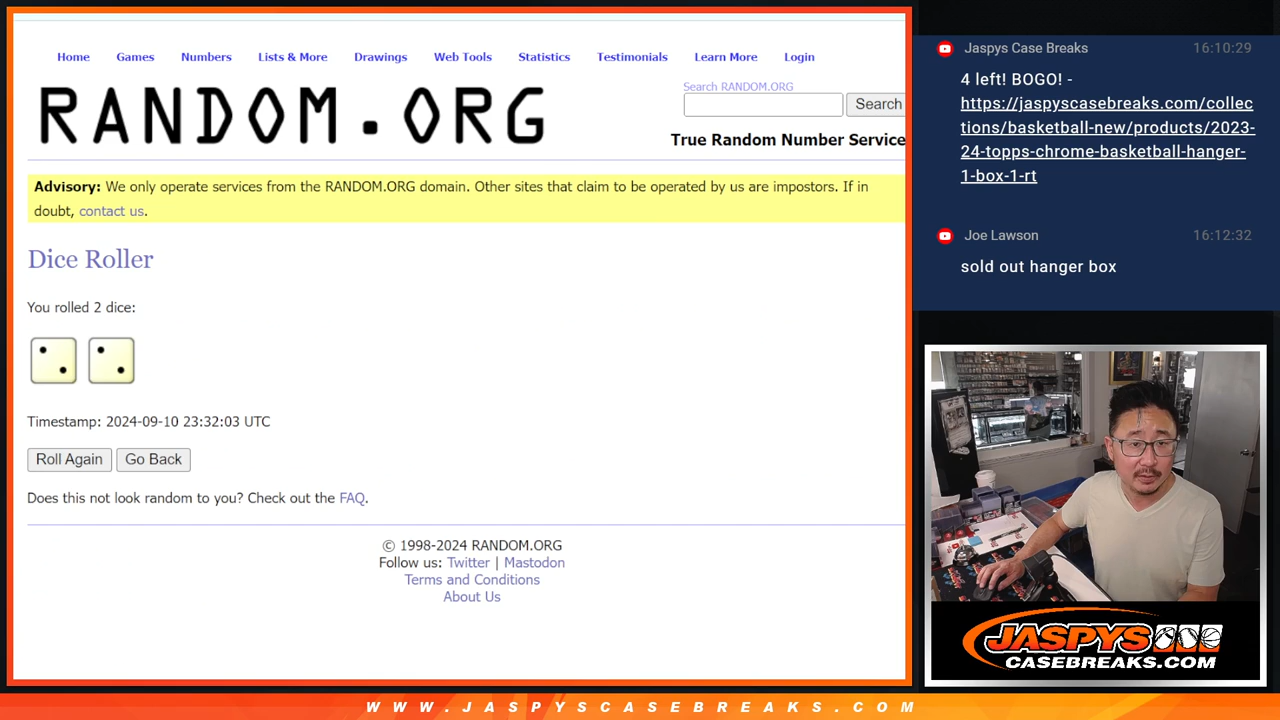 Home Games Numbers Lists & More Drawings Web Tools Statistics Testimonials Learn More Login
RANDOM.ORG
Search RANDOM.ORG
Search
True Random Number Service
Advisory: We only operate services from the RANDOM.ORG domain. Other sites that claim to be operated by us are impostors. If in
doubt, contact us.
Dice Roller
You rolled 2 dice:
Timestamp: 2024-09-10 23:32:03 UTC
Roll Again Go Back
Does this not look random to you? Check out the FAQ.
© 1998-2024 RANDOM.ORG
Follow us: Twitter | Mastodon
Terms and Conditions
About Us
Jaspys Case Breaks 16:10:29
4 left! BOGO! -
https://jaspyscasebreaks.com/collec
tions/basketball-new/products/2023-
24-topps-chrome-basketball-hanger-
1-box-1-rt
Joe Lawson 16:12:32
sold out hanger box
JASPYS
CASEBREAKS.COM
WWW.JASPYSCASEBREAKS.COM